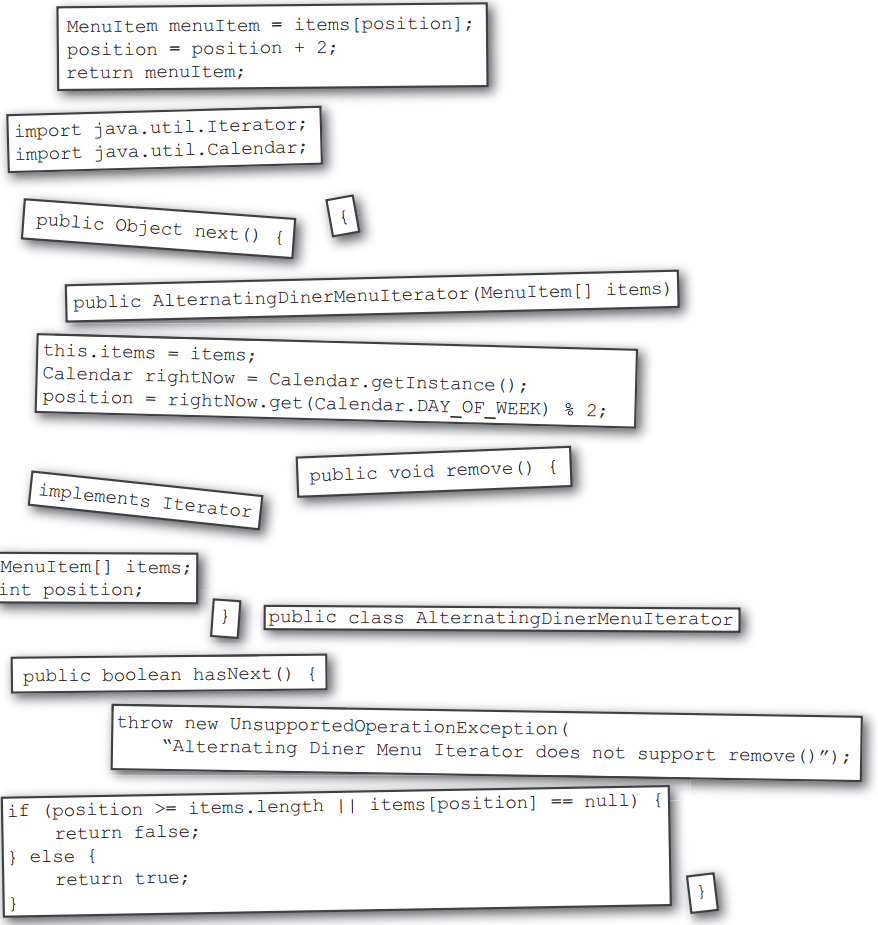 MenuItem menuItem = items[position];
position = position + 2;
return menuItem;
import java.util.Iterator;
import java.util.Calendar;
public Object next() {
{
public AlternatingDinerMenuIterator(MenuItem[] items)
this.items = items;
Calendar rightNow = Calendar.getInstance();
position = rightNow.get(Calendar.DAY_OF_WEEK) % 2;
public void remove() {
implements Iterator
MenuItem[] items;
int position;
}
public class AlternatingDinerMenuIterator
public boolean hasNext() {
throw new UnsupportedOperationException(
“Alternating Diner Menu Iterator does not support remove()”);
if (position >= items.length || items[position] == null) {
return false;
} else {
return true;
}
}